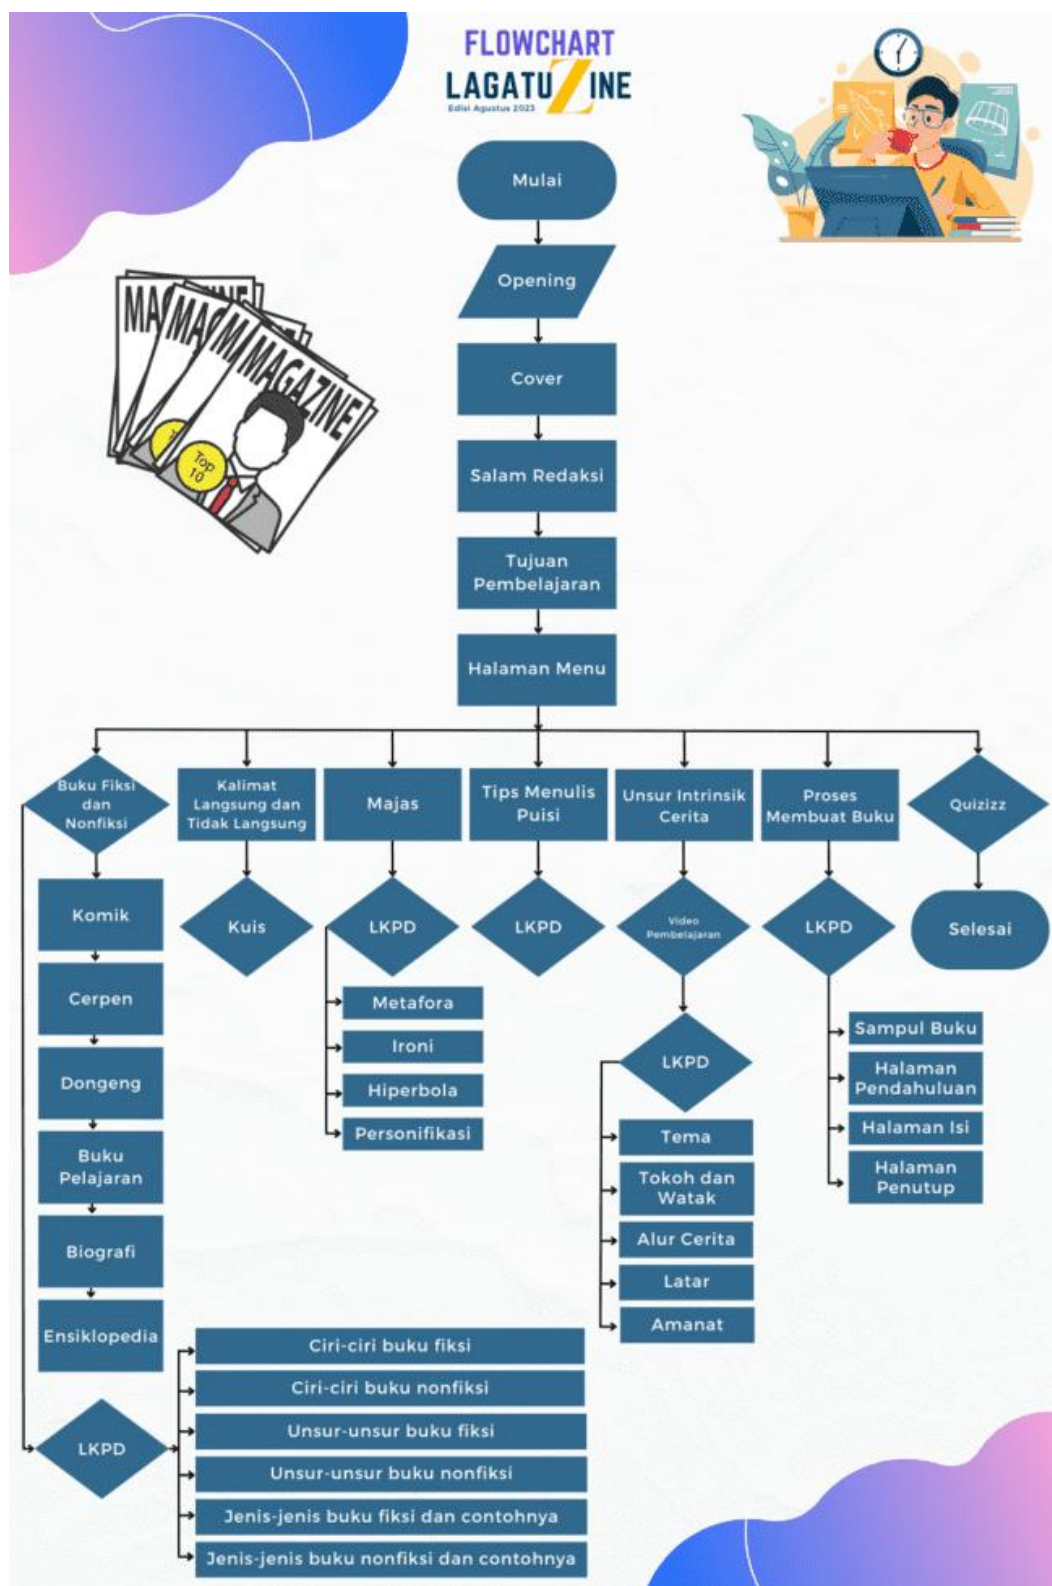 FLOWCHART
LAGATUZINE
Edisi Agustus 2023
Mulai
Opening
MAGAZINE
Top
10
Cover
Salam Redaksi
Tujuan
Pembelajaran
Halaman Menu
Buku Fiksi
dan
Nonfiksi
Kalimat
Langsung dan
Tidak Langsung
Majas
Tips Menulis
Puisi
Unsur Intrinsik
Cerita
Proses
Membuat Buku
Quizizz
Komik
Cerpen
Dongeng
Buku
Pelajaran
Biografi
Ensiklopedia
Kuis
LKPD
Metafora
Ironi
Hiperbola
Personifikasi
LKPD
Video
Pembelajaran
LKPD
Tema
Tokoh dan
Watak
Alur Cerita
Latar
Amanat
LKPD
Sampul Buku
Halaman
Pendahuluan
Halaman Isi
Halaman
Penutup
Selesai
LKPD
Ciri-ciri buku fiksi
Ciri-ciri buku nonfiksi
Unsur-unsur buku fiksi
Unsur-unsur buku nonfiksi
Jenis-jenis buku fiksi dan contohnya
Jenis-jenis buku nonfiksi dan contohnya